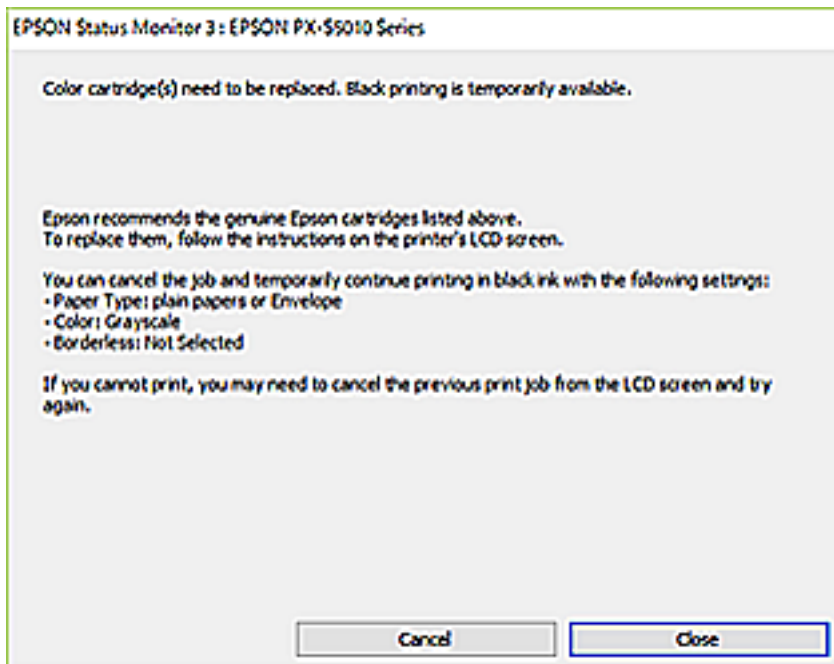 EPSON Status Monitor 3 : EPSON PX-S5010 Series
Color cartridge(s) need to be replaced. Black printing is temporarily available.
Epson recommends the genuine Epson cartridges listed above.
To replace them, follow the instructions on the printer's LCD screen.
You can cancel the job and temporarily continue printing in black ink with the following settings:
• Paper Type: plain papers or Envelope
• Color: Grayscale
• Borderless: Not Selected
If you cannot print, you may need to cancel the previous print job from the LCD screen and try
again.
Cancel
Close